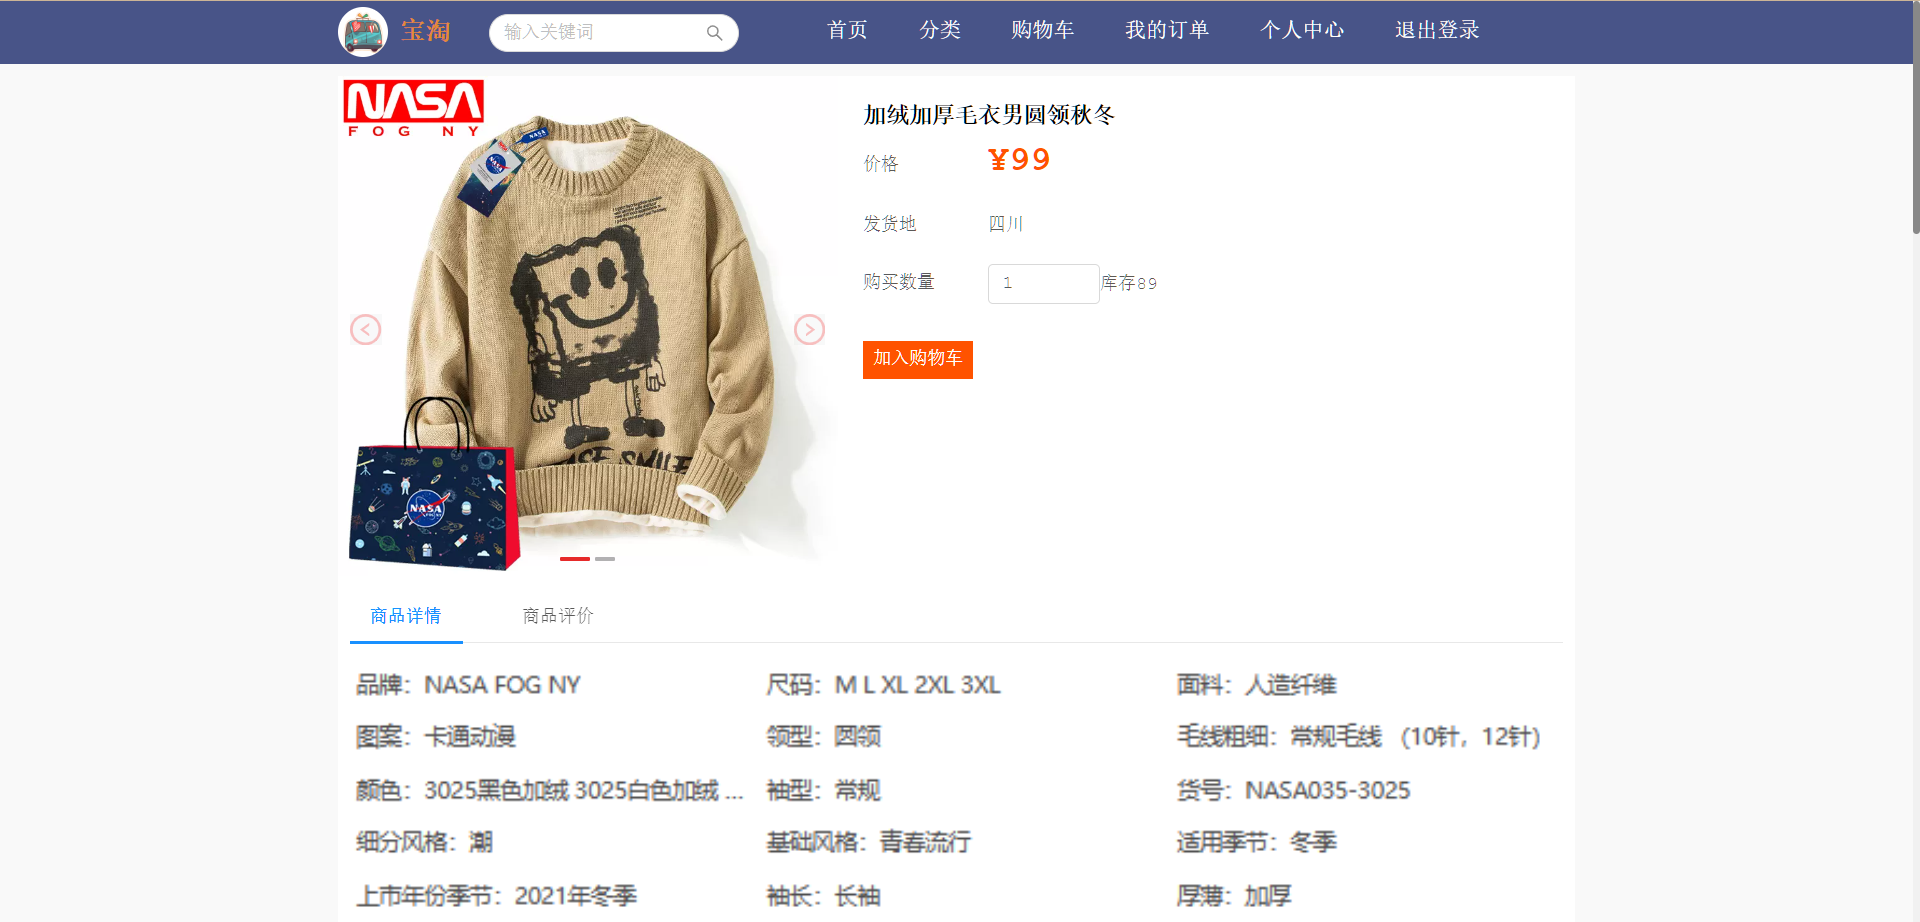 宝淘
输入关键词
首页
分类
购物车
我的订单
个人中心
退出登录
NASA
FOG NY
NASA
加绒加厚毛衣男圆领秋冬
价格
¥99
发货地
四川
购买数量
1
库存89
加入购物车
NASA
商品详情
商品评价
品牌：NASA FOG NY
尺码：M L XL 2XL 3XL
面料：人造纤维
图案：卡通动漫
领型：圆领
毛线粗细：常规毛线 （10针，12针）
颜色：3025黑色加绒 3025白色加绒 ...
袖型：常规
货号：NASA035-3025
细分风格：潮
基础风格：青春流行
适用季节：冬季
上市年份季节：2021年冬季
袖长：长袖
厚薄：加厚